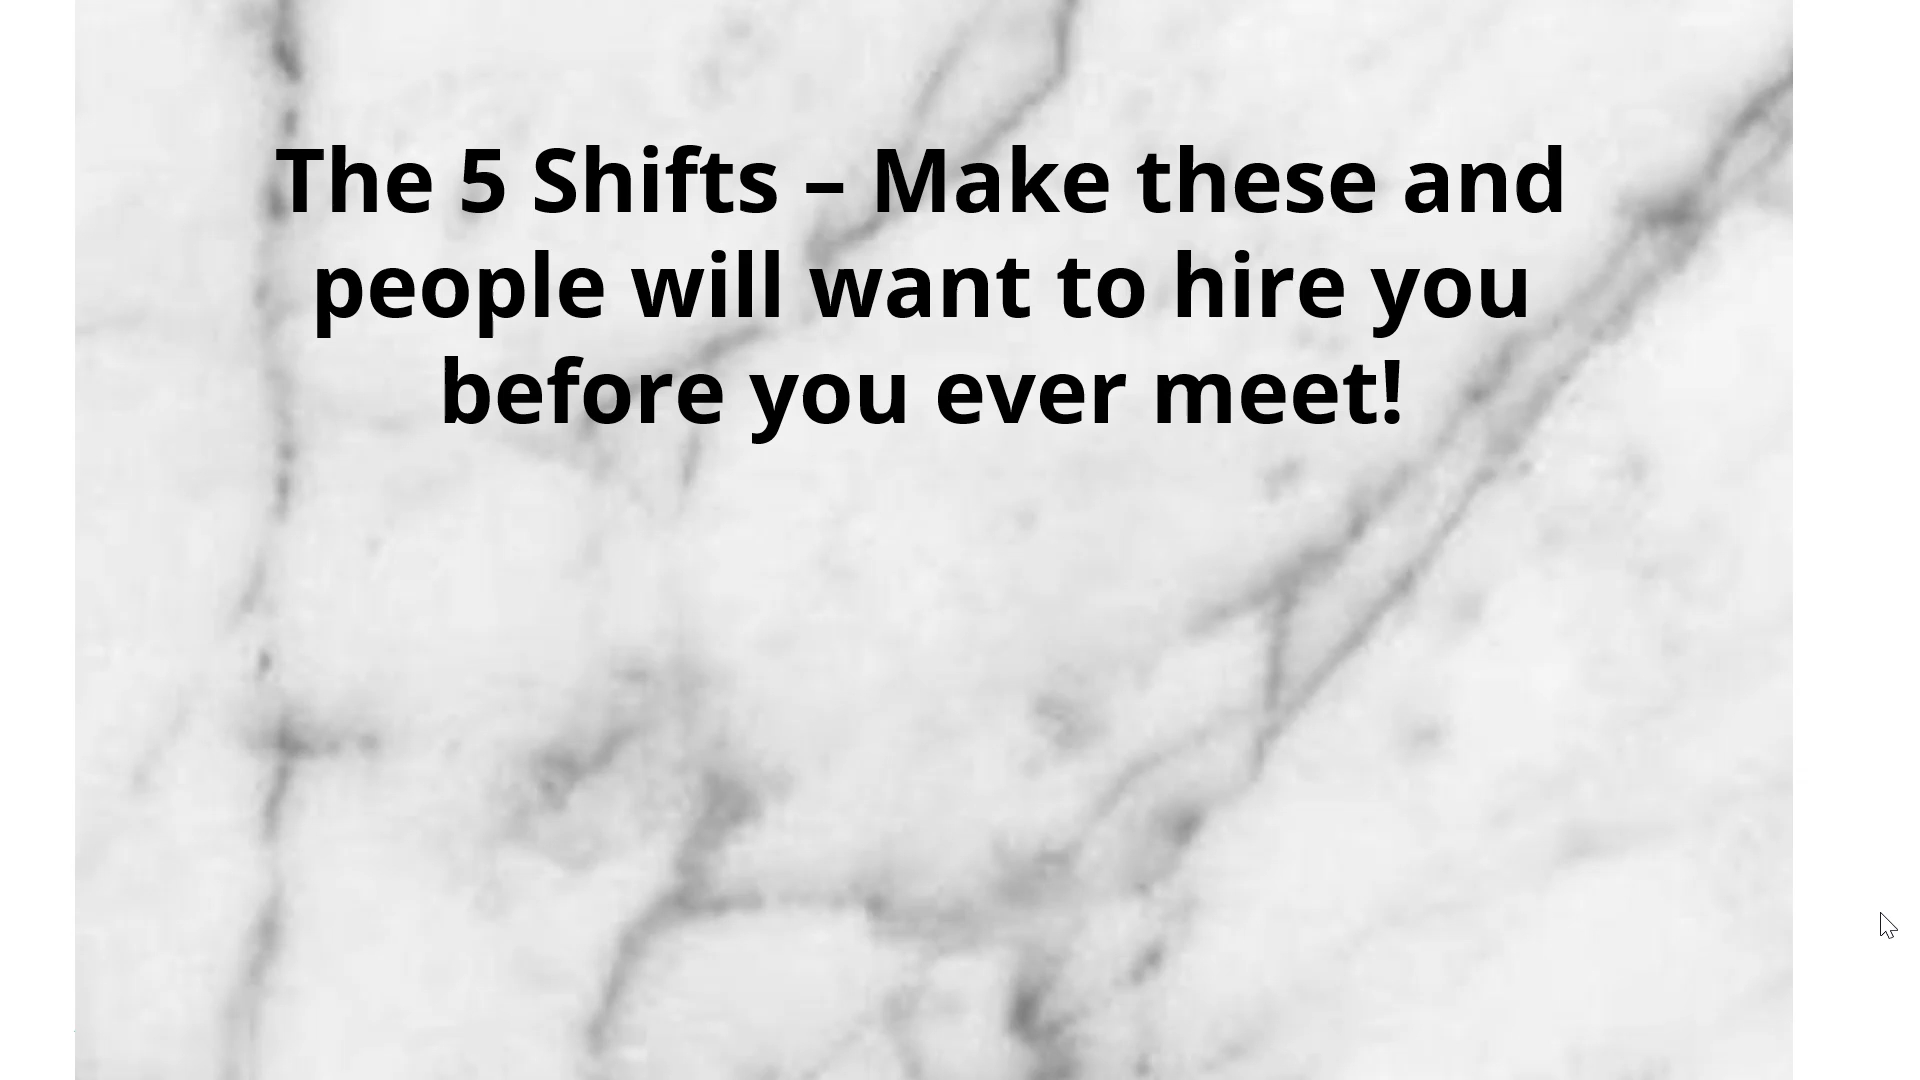 The 5 Shifts – Make these and
people will want to hire you
before you ever meet!